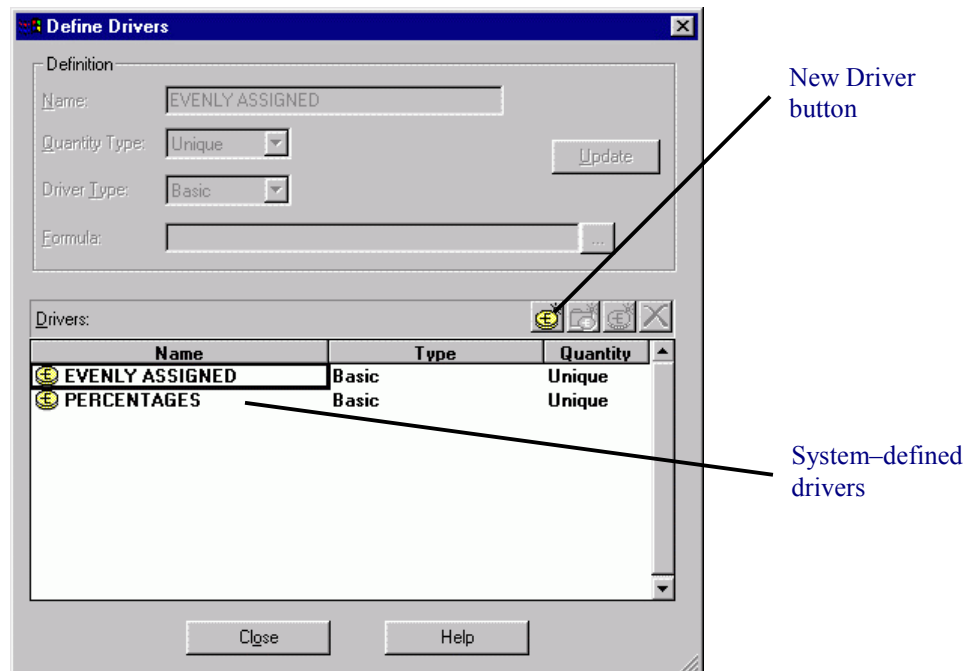 Define Drivers
Definition
Name: EVENLY ASSIGNED
Quantity Type: Unique
Update
Driver Type: Basic
Formula: ...
Drivers:
Name Type Quantity
EVENLY ASSIGNED Basic Unique
PERCENTAGES Basic Unique
Close Help
New Driver
button
System–defined
drivers